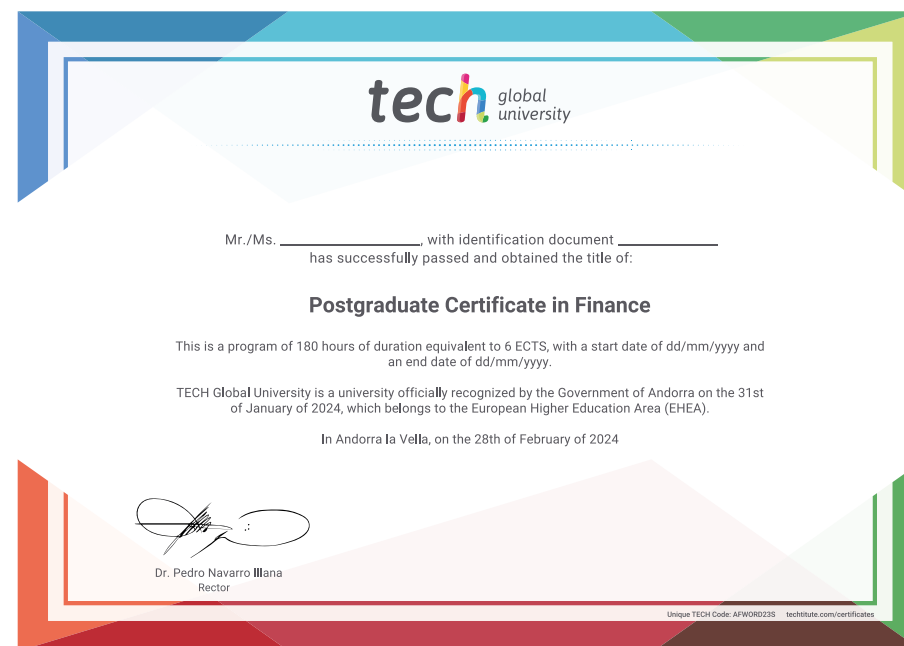 tech global university
Mr./Ms. ____________________, with identification document ______________
has successfully passed and obtained the title of:
Postgraduate Certificate in Finance
This is a program of 180 hours of duration equivalent to 6 ECTS, with a start date of dd/mm/yyyy and
an end date of dd/mm/yyyy.
TECH Global University is a university officially recognized by the Government of Andorra on the 31st
of January of 2024, which belongs to the European Higher Education Area (EHEA).
In Andorra la Vella, on the 28th of February of 2024
Dr. Pedro Navarro Illana
Rector
Unique TECH Code: AFWORD23S techtitute.com/certificates